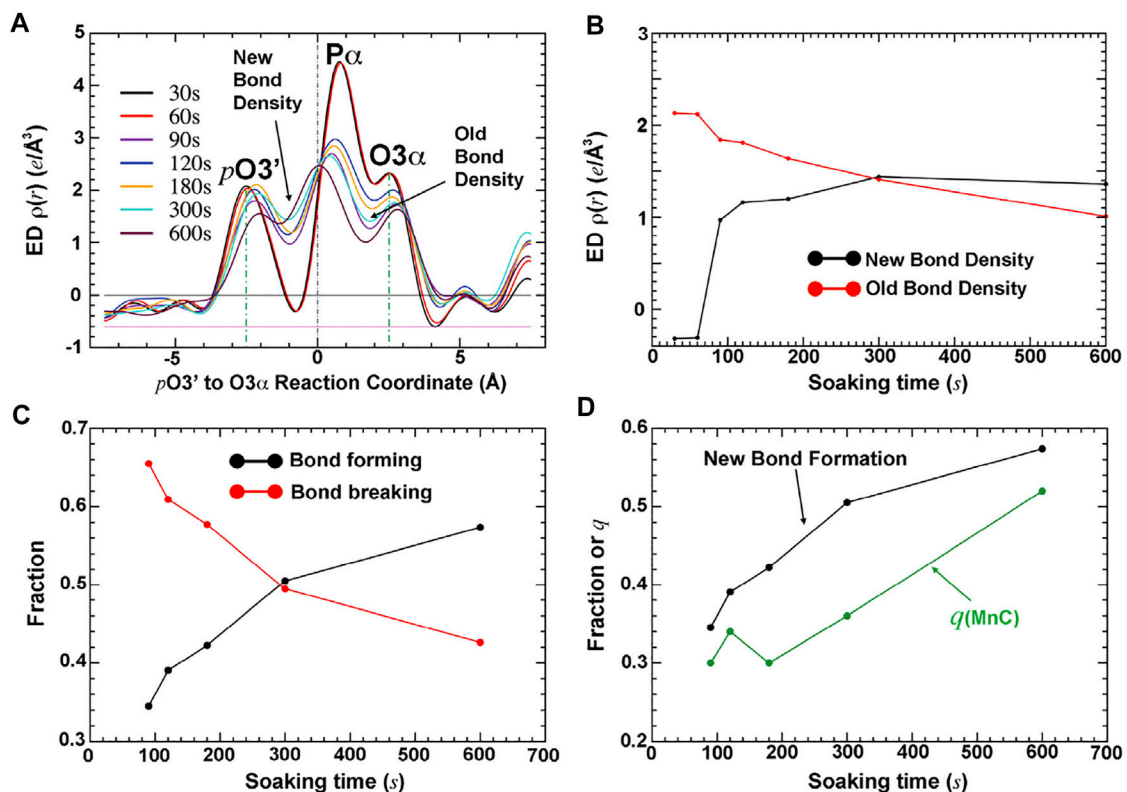 A
5
4
3
2
1
0
-1
ED ρ(r) (e/Å³)
30s
60s
90s
120s
180s
300s
600s
New
Bond
Density
Pα
pO3'
O3α
Old
Bond
Density
-5
0
5
pO3' to O3α Reaction Coordinate (Å)
B
3
2
1
0
ED ρ(r) (e/Å³)
New Bond Density
Old Bond Density
0
100
200
300
400
500
600
Soaking time (s)
C
0.7
0.6
0.5
0.4
0.3
Fraction
Bond forming
Bond breaking
0
100
200
300
400
500
600
700
Soaking time (s)
D
0.6
0.5
0.4
0.3
0.2
Fraction or q
New Bond Formation
q(MnC)
0
100
200
300
400
500
600
700
Soaking time (s)